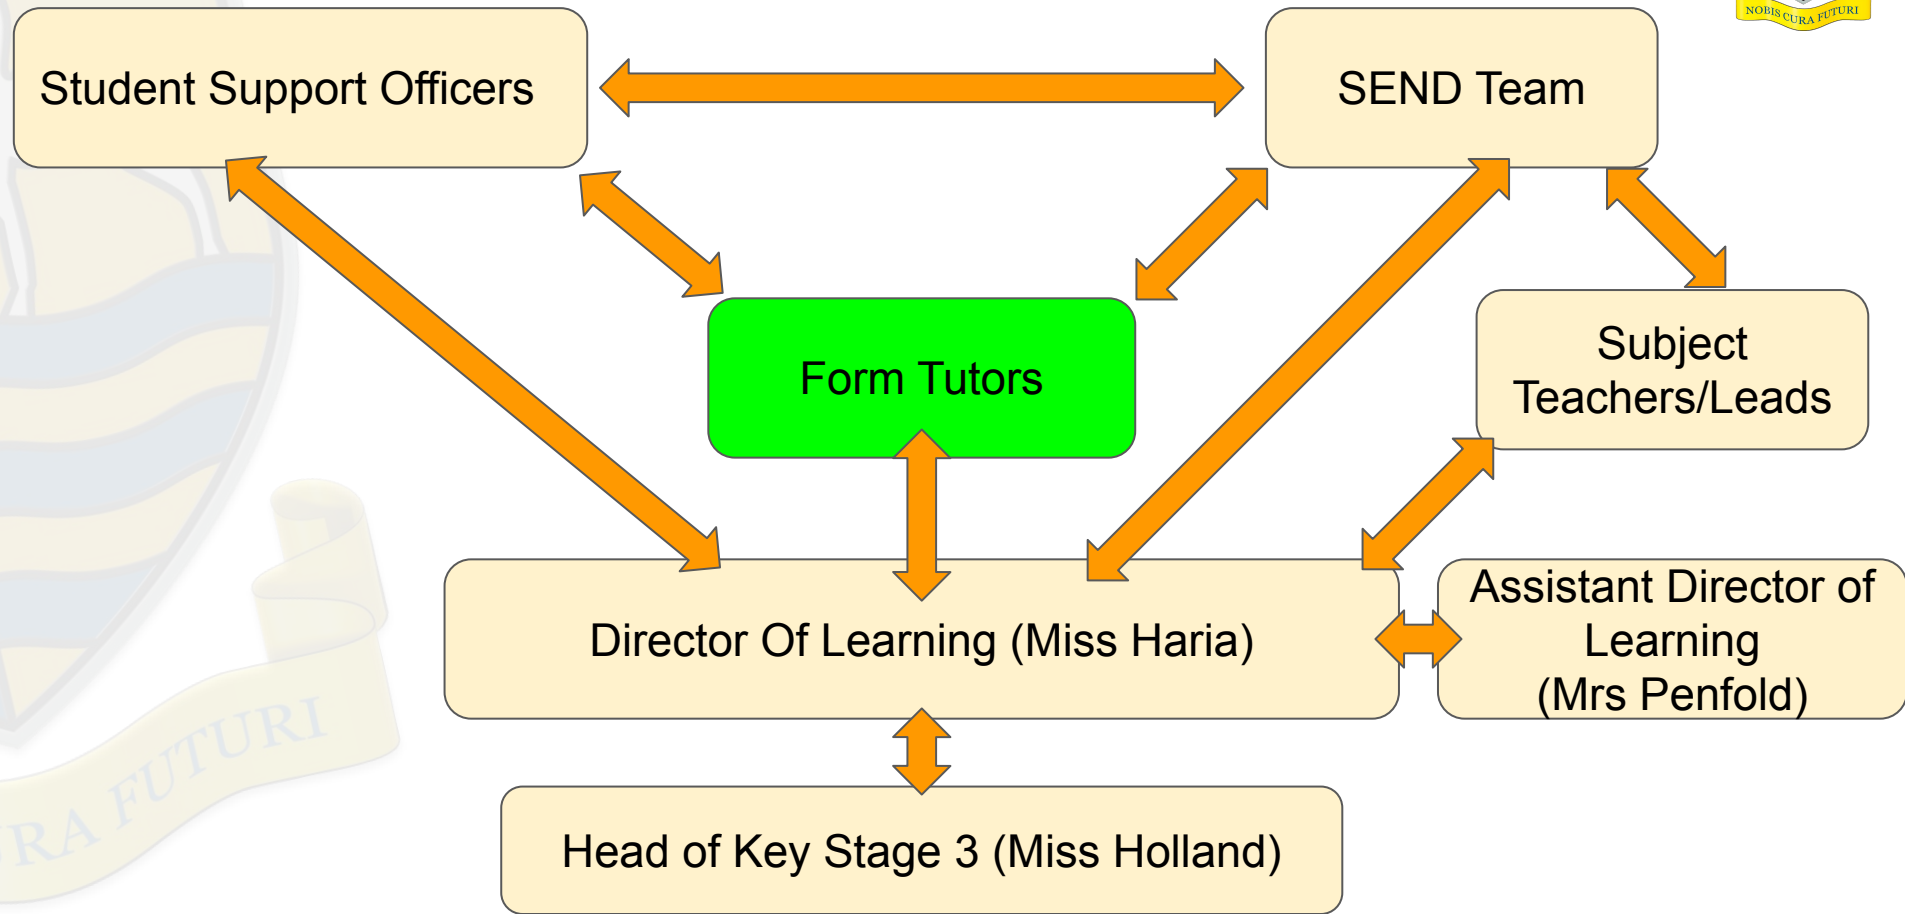 NOBIS CURA FUTURI
Student Support Officers
SEND Team
Form Tutors
Subject
Teachers/Leads
Director Of Learning (Miss Haria)
Assistant Director of
Learning
(Mrs Penfold)
Head of Key Stage 3 (Miss Holland)
CURA FUTURI